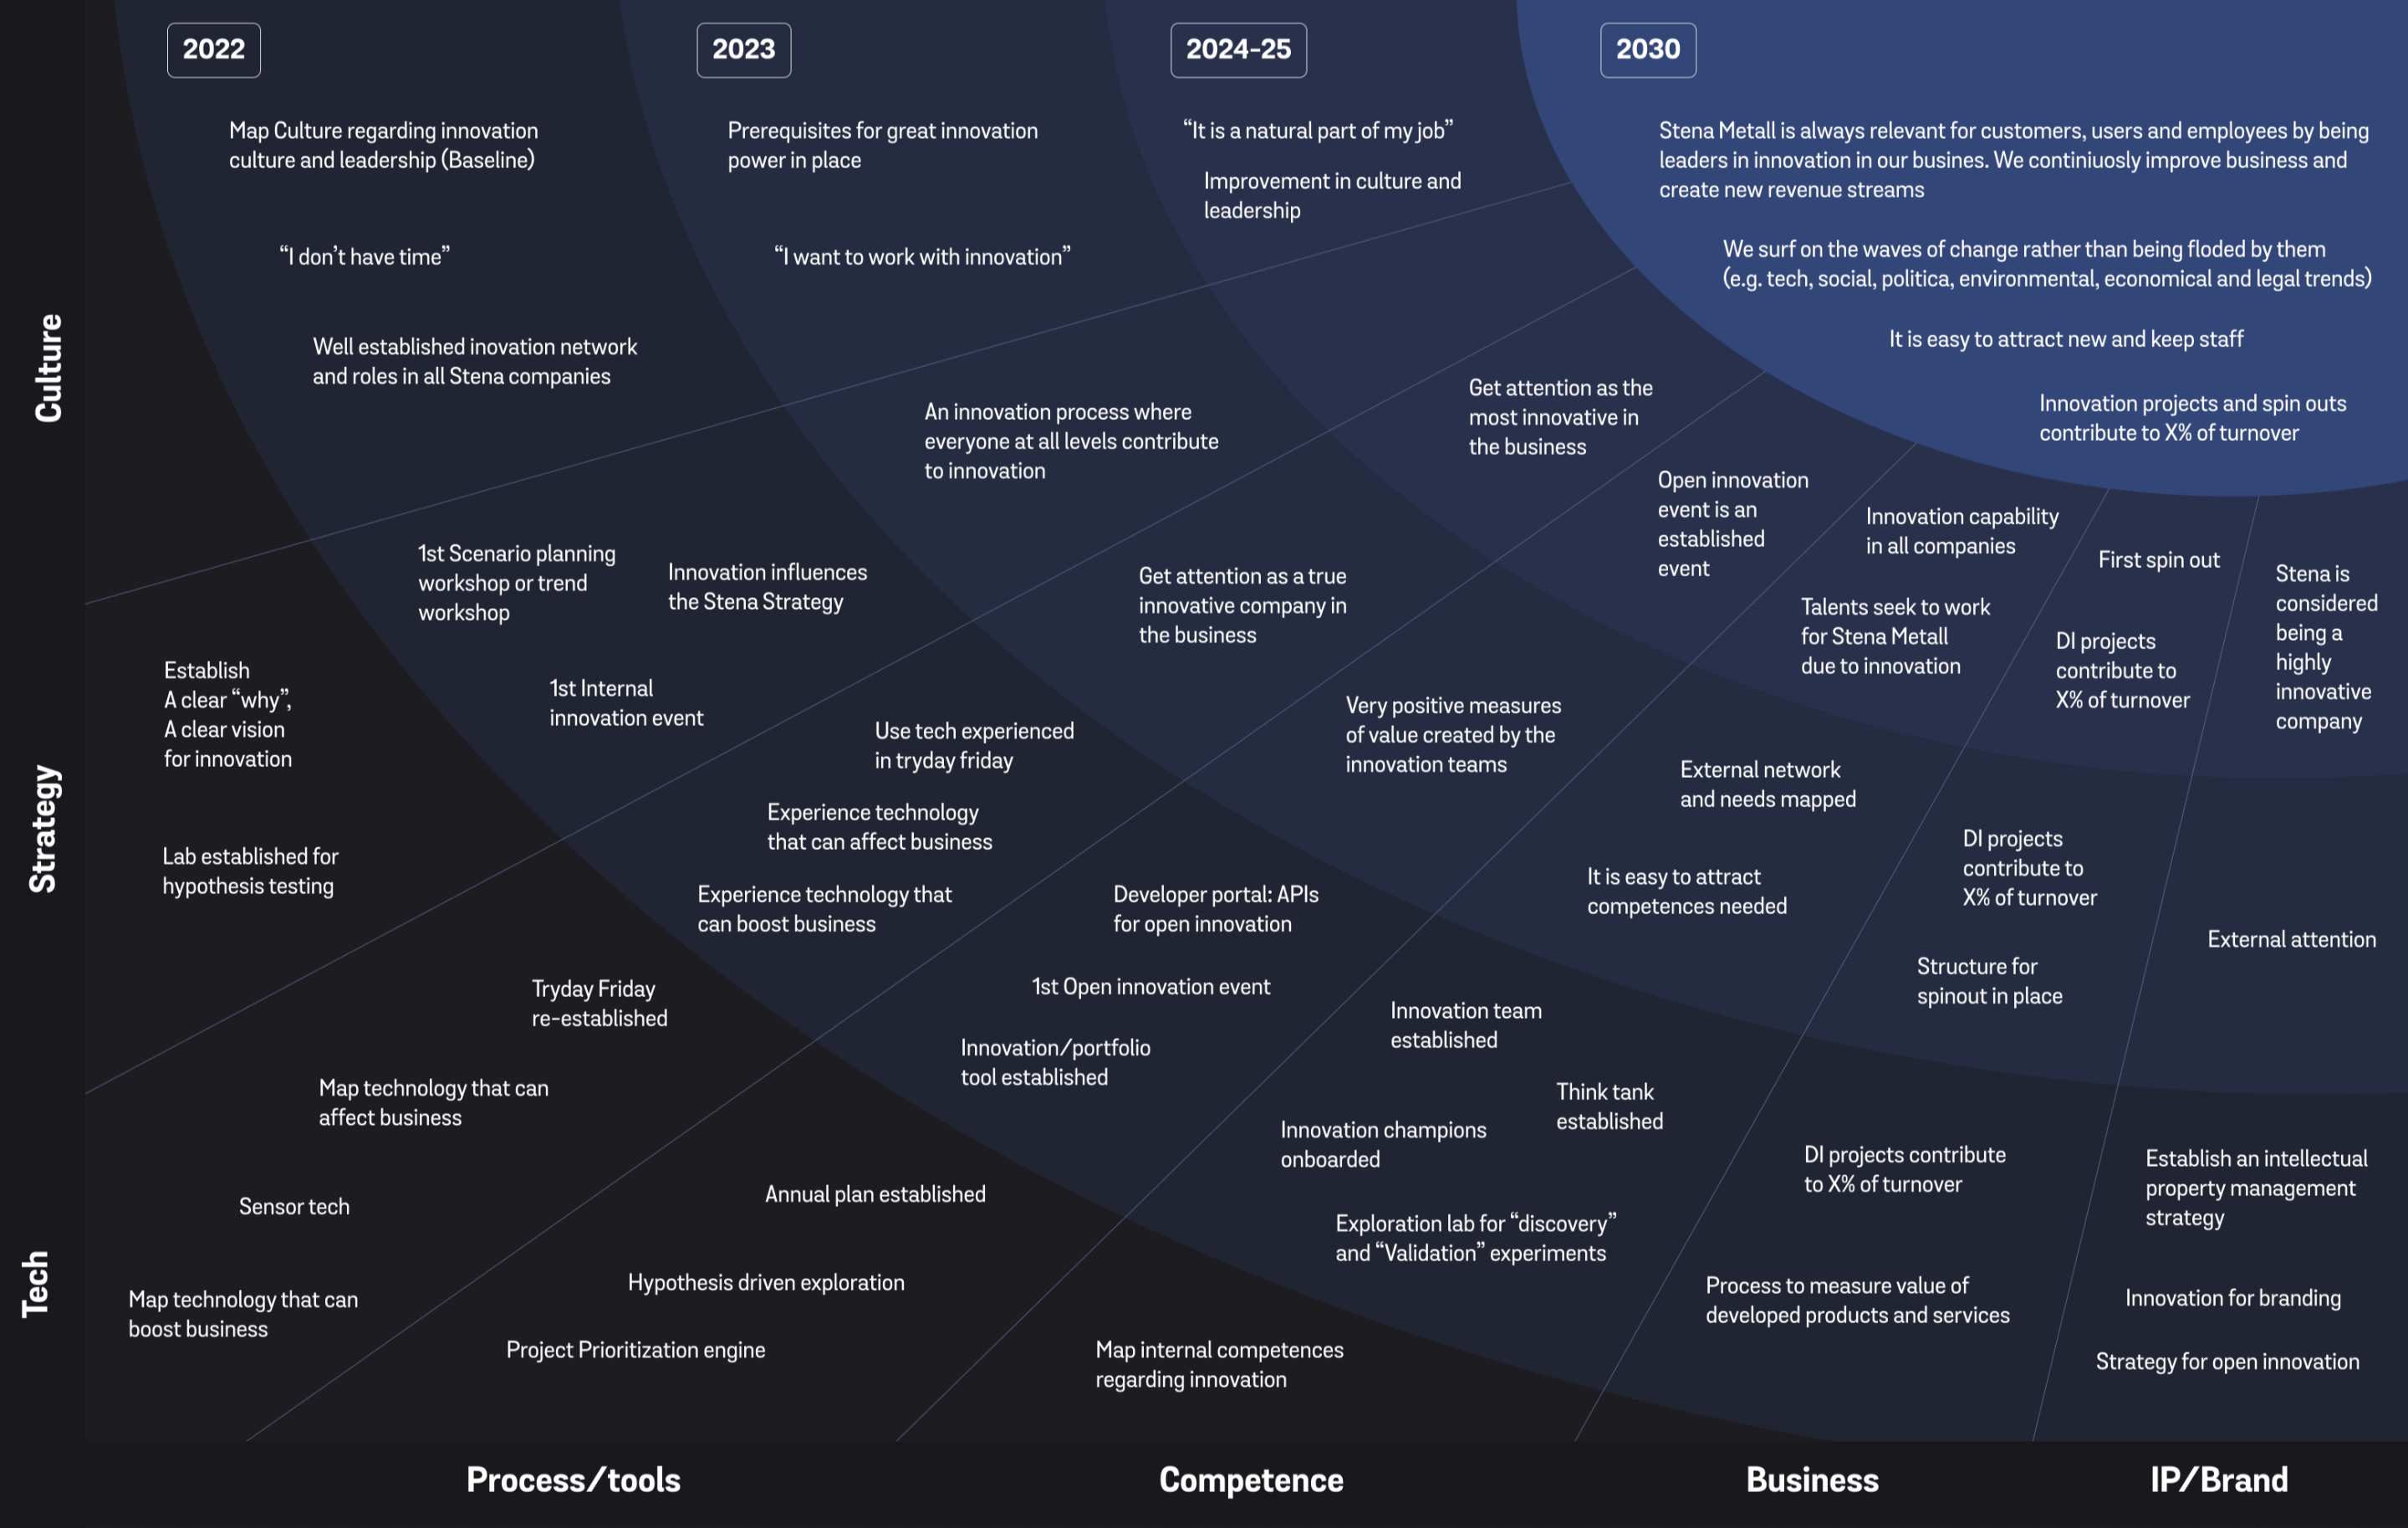 2022
2023
2024-25
2030
Map Culture regarding innovation
culture and leadership (Baseline)
“I don’t have time”
Well established inovation network
and roles in all Stena companies
Prerequisites for great innovation
power in place
“I want to work with innovation”
“It is a natural part of my job”
Improvement in culture and
leadership
Stena Metall is always relevant for customers, users and employees by being
leaders in innovation in our busines. We continiuosly improve business and
create new revenue streams
We surf on the waves of change rather than being floded by them
(e.g. tech, social, politica, environmental, economical and legal trends)
It is easy to attract new and keep staff
Innovation projects and spin outs
contribute to X% of turnover
Culture
An innovation process where
everyone at all levels contribute
to innovation
1st Scenario planning
workshop or trend
workshop
Innovation influences
the Stena Strategy
Establish
A clear “why”,
A clear vision
for innovation
1st Internal
innovation event
Lab established for
hypothesis testing
Strategy
Get attention as the
most innovative in
the business
Get attention as a true
innovative company in
the business
Use tech experienced
in tryday friday
Experience technology
that can affect business
Experience technology that
can boost business
Tryday Friday
re-established
Map technology that can
affect business
Sensor tech
Map technology that can
boost business
Tech
Open innovation
event is an
established
event
Very positive measures
of value created by the
innovation teams
Developer portal: APIs
for open innovation
1st Open innovation event
Innovation/portfolio
tool established
Annual plan established
Hypothesis driven exploration
Project Prioritization engine
Process/tools
Innovation capability
in all companies
Talents seek to work
for Stena Metall
due to innovation
External network
and needs mapped
It is easy to attract
competences needed
Innovation team
established
Think tank
established
Innovation champions
onboarded
Exploration lab for “discovery”
and “Validation” experiments
Map internal competences
regarding innovation
Competence
First spin out
DI projects
contribute to
X% of turnover
DI projects
contribute to
X% of turnover
Structure for
spinout in place
DI projects contribute
to X% of turnover
Process to measure value of
developed products and services
Business
Stena is
considered
being a
highly
innovative
company
External attention
Establish an intellectual
property management
strategy
Innovation for branding
Strategy for open innovation
IP/Brand